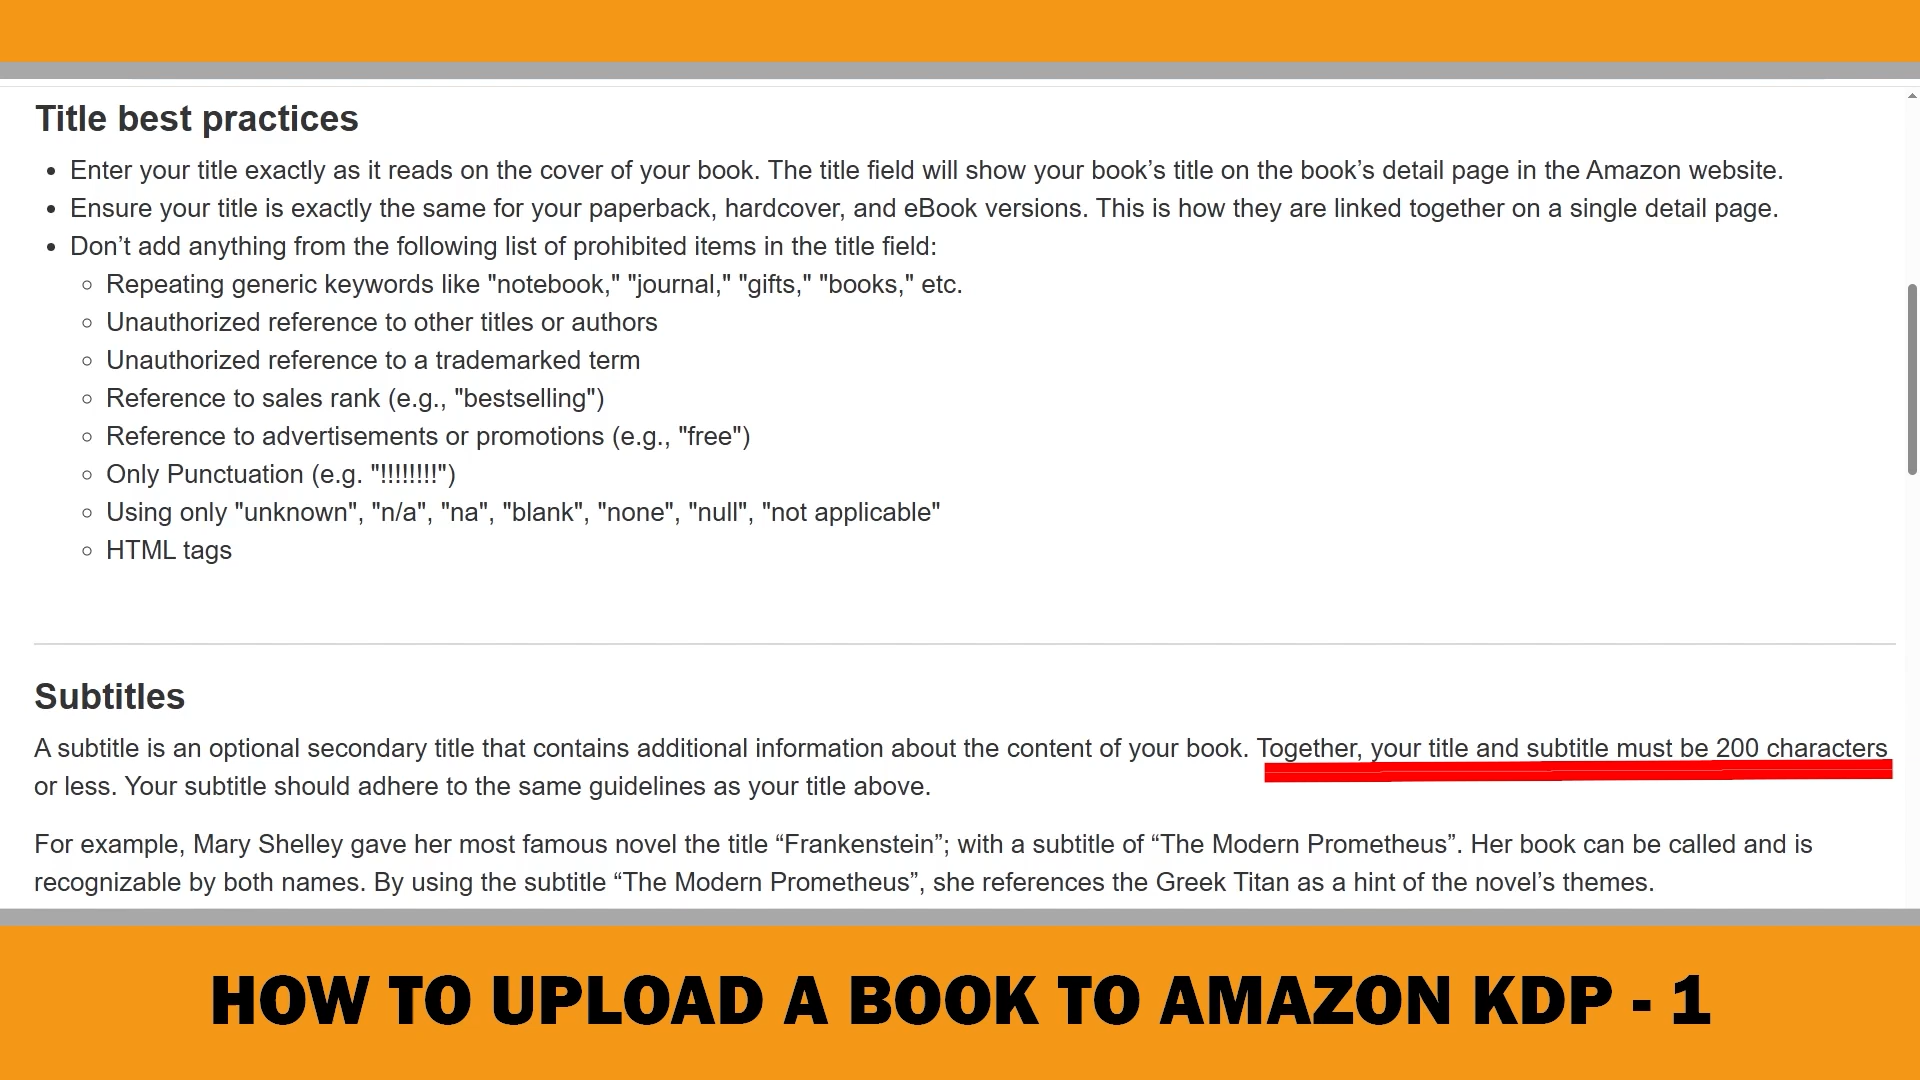 Title best practices
• Enter your title exactly as it reads on the cover of your book. The title field will show your book’s title on the book’s detail page in the Amazon website.
• Ensure your title is exactly the same for your paperback, hardcover, and eBook versions. This is how they are linked together on a single detail page.
• Don’t add anything from the following list of prohibited items in the title field:
○ Repeating generic keywords like "notebook," "journal," "gifts," "books," etc.
○ Unauthorized reference to other titles or authors
○ Unauthorized reference to a trademarked term
○ Reference to sales rank (e.g., "bestselling")
○ Reference to advertisements or promotions (e.g., "free")
○ Only Punctuation (e.g. "!!!!!!!!")
○ Using only "unknown", "n/a", "na", "blank", "none", "null", "not applicable"
○ HTML tags
Subtitles
A subtitle is an optional secondary title that contains additional information about the content of your book. Together, your title and subtitle must be 200 characters
or less. Your subtitle should adhere to the same guidelines as your title above.
For example, Mary Shelley gave her most famous novel the title “Frankenstein”; with a subtitle of “The Modern Prometheus”. Her book can be called and is
recognizable by both names. By using the subtitle “The Modern Prometheus”, she references the Greek Titan as a hint of the novel’s themes.
HOW TO UPLOAD A BOOK TO AMAZON KDP - 1